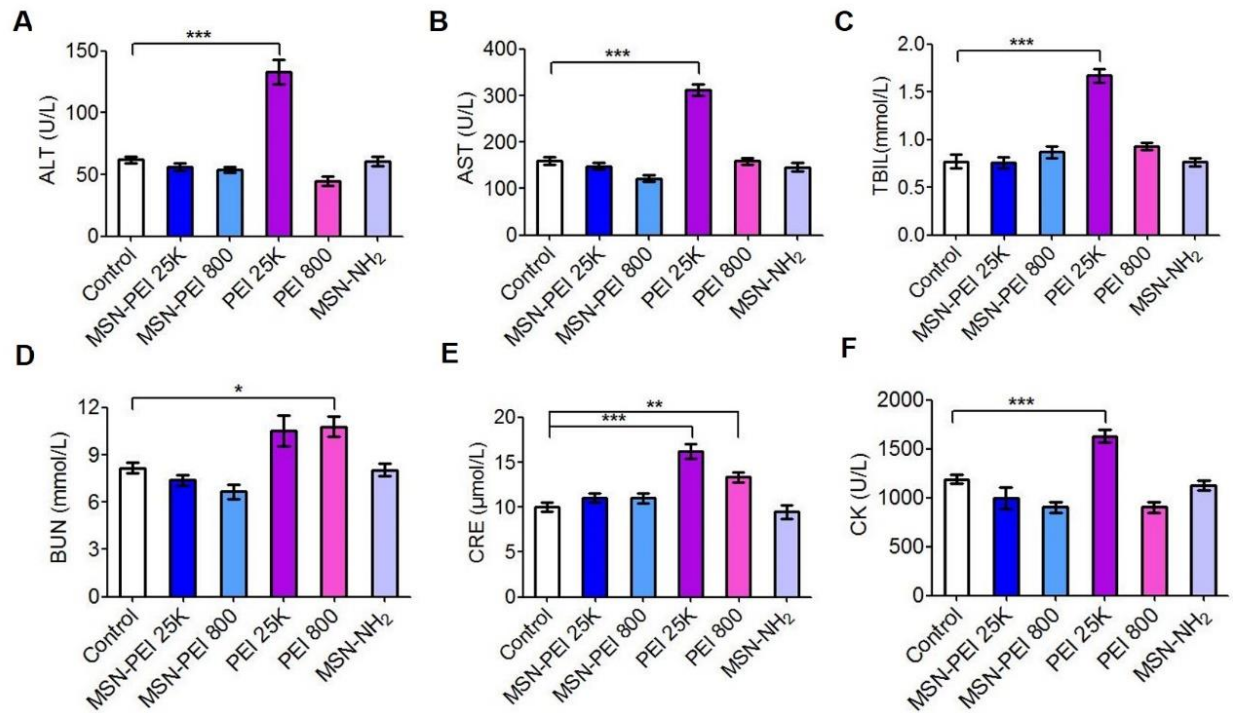 A
ALT (U/L)
150
100
50
0
***
Control
MSN-PEI 25K
MSN-PEI 800
PEI 25K
PEI 800
MSN-NH₂
B
AST (U/L)
400
300
200
100
0
***
Control
MSN-PEI 25K
MSN-PEI 800
PEI 25K
PEI 800
MSN-NH₂
C
TBIL(mmol/L)
2.0
1.5
1.0
0.5
0.0
***
Control
MSN-PEI 25K
MSN-PEI 800
PEI 25K
PEI 800
MSN-NH₂
D
BUN (mmol/L)
12
9
6
3
0
*
Control
MSN-PEI 25K
MSN-PEI 800
PEI 25K
PEI 800
MSN-NH₂
E
CRE (µmol/L)
20
15
10
5
0
**
***
Control
MSN-PEI 25K
MSN-PEI 800
PEI 25K
PEI 800
MSN-NH₂
F
CK (U/L)
2000
1500
1000
500
0
***
Control
MSN-PEI 25K
MSN-PEI 800
PEI 25K
PEI 800
MSN-NH₂